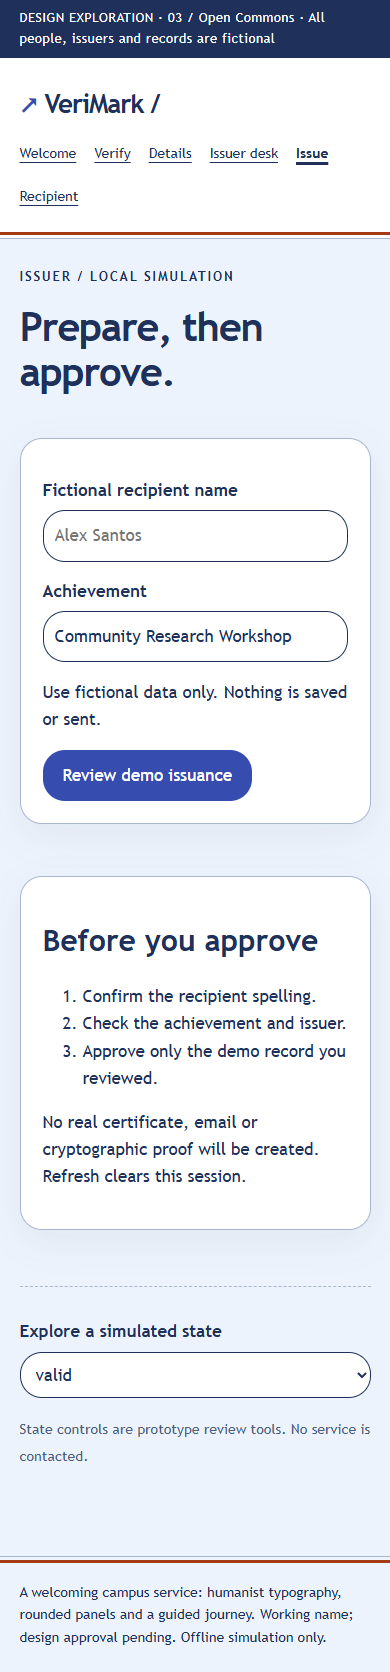 DESIGN EXPLORATION · 03 / Open Commons · All
people, issuers and records are fictional
↗ VeriMark /
Welcome Verify Details Issuer desk Issue
Recipient
ISSUER / LOCAL SIMULATION
Prepare, then
approve.
Fictional recipient name
Alex Santos
Achievement
Community Research Workshop
Use fictional data only. Nothing is saved
or sent.
Review demo issuance
Before you approve
1. Confirm the recipient spelling.
2. Check the achievement and issuer.
3. Approve only the demo record you
reviewed.
No real certificate, email or
cryptographic proof will be created.
Refresh clears this session.
Explore a simulated state
valid
State controls are prototype review tools. No service is
contacted.
A welcoming campus service: humanist typography,
rounded panels and a guided journey. Working name;
design approval pending. Offline simulation only.